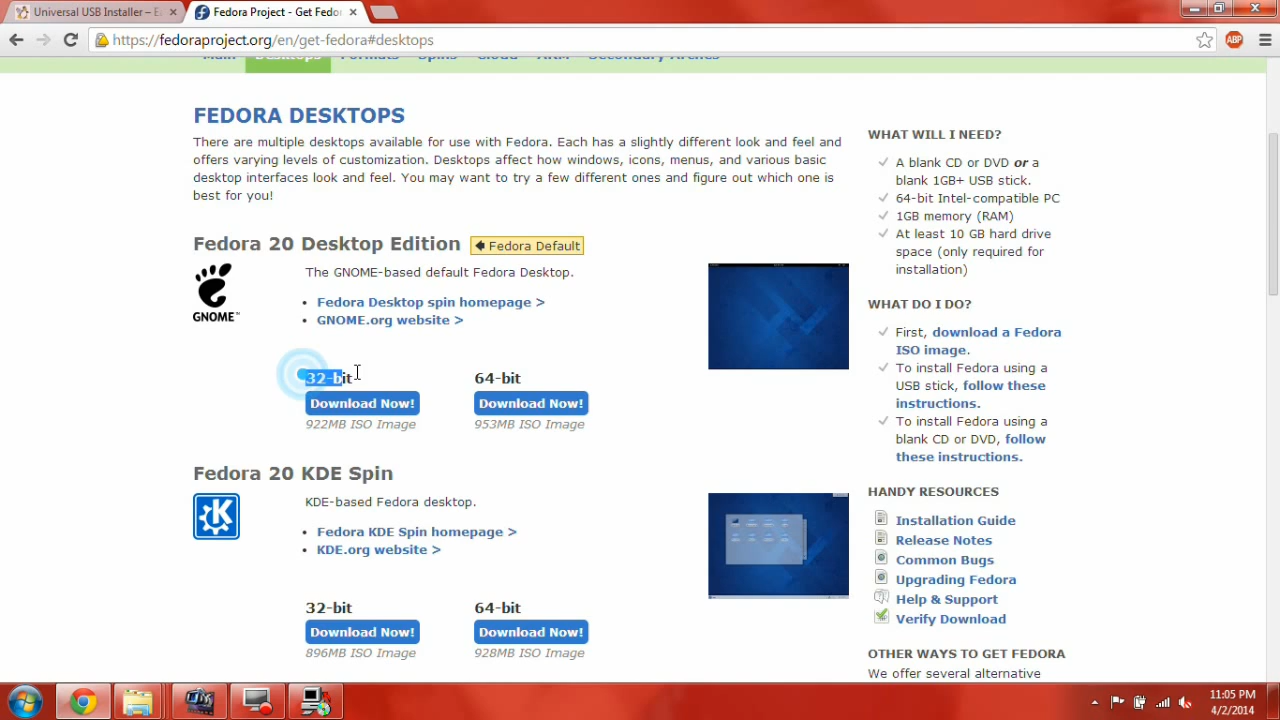 Universal USB Installer – E
Fedora Project - Get Fedo
https://fedoraproject.org/en/get-fedora#desktops
ABP
Main Desktops Formats Spins Cloud ARM Secondary Arches
FEDORA DESKTOPS
There are multiple desktops available for use with Fedora. Each has a slightly different look and feel and
offers varying levels of customization. Desktops affect how windows, icons, menus, and various basic
desktop interfaces look and feel. You may want to try a few different ones and figure out which one is
best for you!
Fedora 20 Desktop Edition
Fedora Default
GNOME™
The GNOME-based default Fedora Desktop.
• Fedora Desktop spin homepage >
• GNOME.org website >
32-bit
64-bit
Download Now!
Download Now!
922MB ISO Image
953MB ISO Image
Fedora 20 KDE Spin
KDE-based Fedora desktop.
• Fedora KDE Spin homepage >
• KDE.org website >
32-bit
64-bit
Download Now!
Download Now!
896MB ISO Image
928MB ISO Image
WHAT WILL I NEED?
A blank CD or DVD or a
blank 1GB+ USB stick.
64-bit Intel-compatible PC
1GB memory (RAM)
At least 10 GB hard drive
space (only required for
installation)
WHAT DO I DO?
First, download a Fedora
ISO image.
To install Fedora using a
USB stick, follow these
instructions.
To install Fedora using a
blank CD or DVD, follow
these instructions.
HANDY RESOURCES
Installation Guide
Release Notes
Common Bugs
Upgrading Fedora
Help & Support
Verify Download
OTHER WAYS TO GET FEDORA
We offer several alternative
11:05 PM
4/2/2014